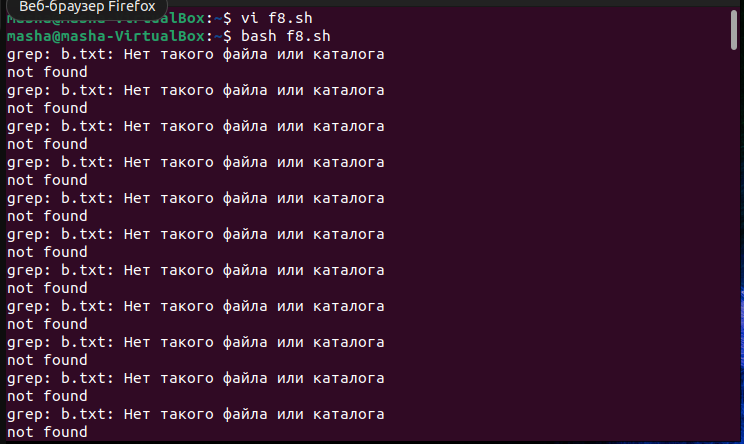 Веб-браузер Firefox
masha@masha-VirtualBox:~$ vi f8.sh
masha@masha-VirtualBox:~$ bash f8.sh
grep: b.txt: Нет такого файла или каталога
not found
grep: b.txt: Нет такого файла или каталога
not found
grep: b.txt: Нет такого файла или каталога
not found
grep: b.txt: Нет такого файла или каталога
not found
grep: b.txt: Нет такого файла или каталога
not found
grep: b.txt: Нет такого файла или каталога
not found
grep: b.txt: Нет такого файла или каталога
not found
grep: b.txt: Нет такого файла или каталога
not found
grep: b.txt: Нет такого файла или каталога
not found
grep: b.txt: Нет такого файла или каталога
not found
grep: b.txt: Нет такого файла или каталога
not found